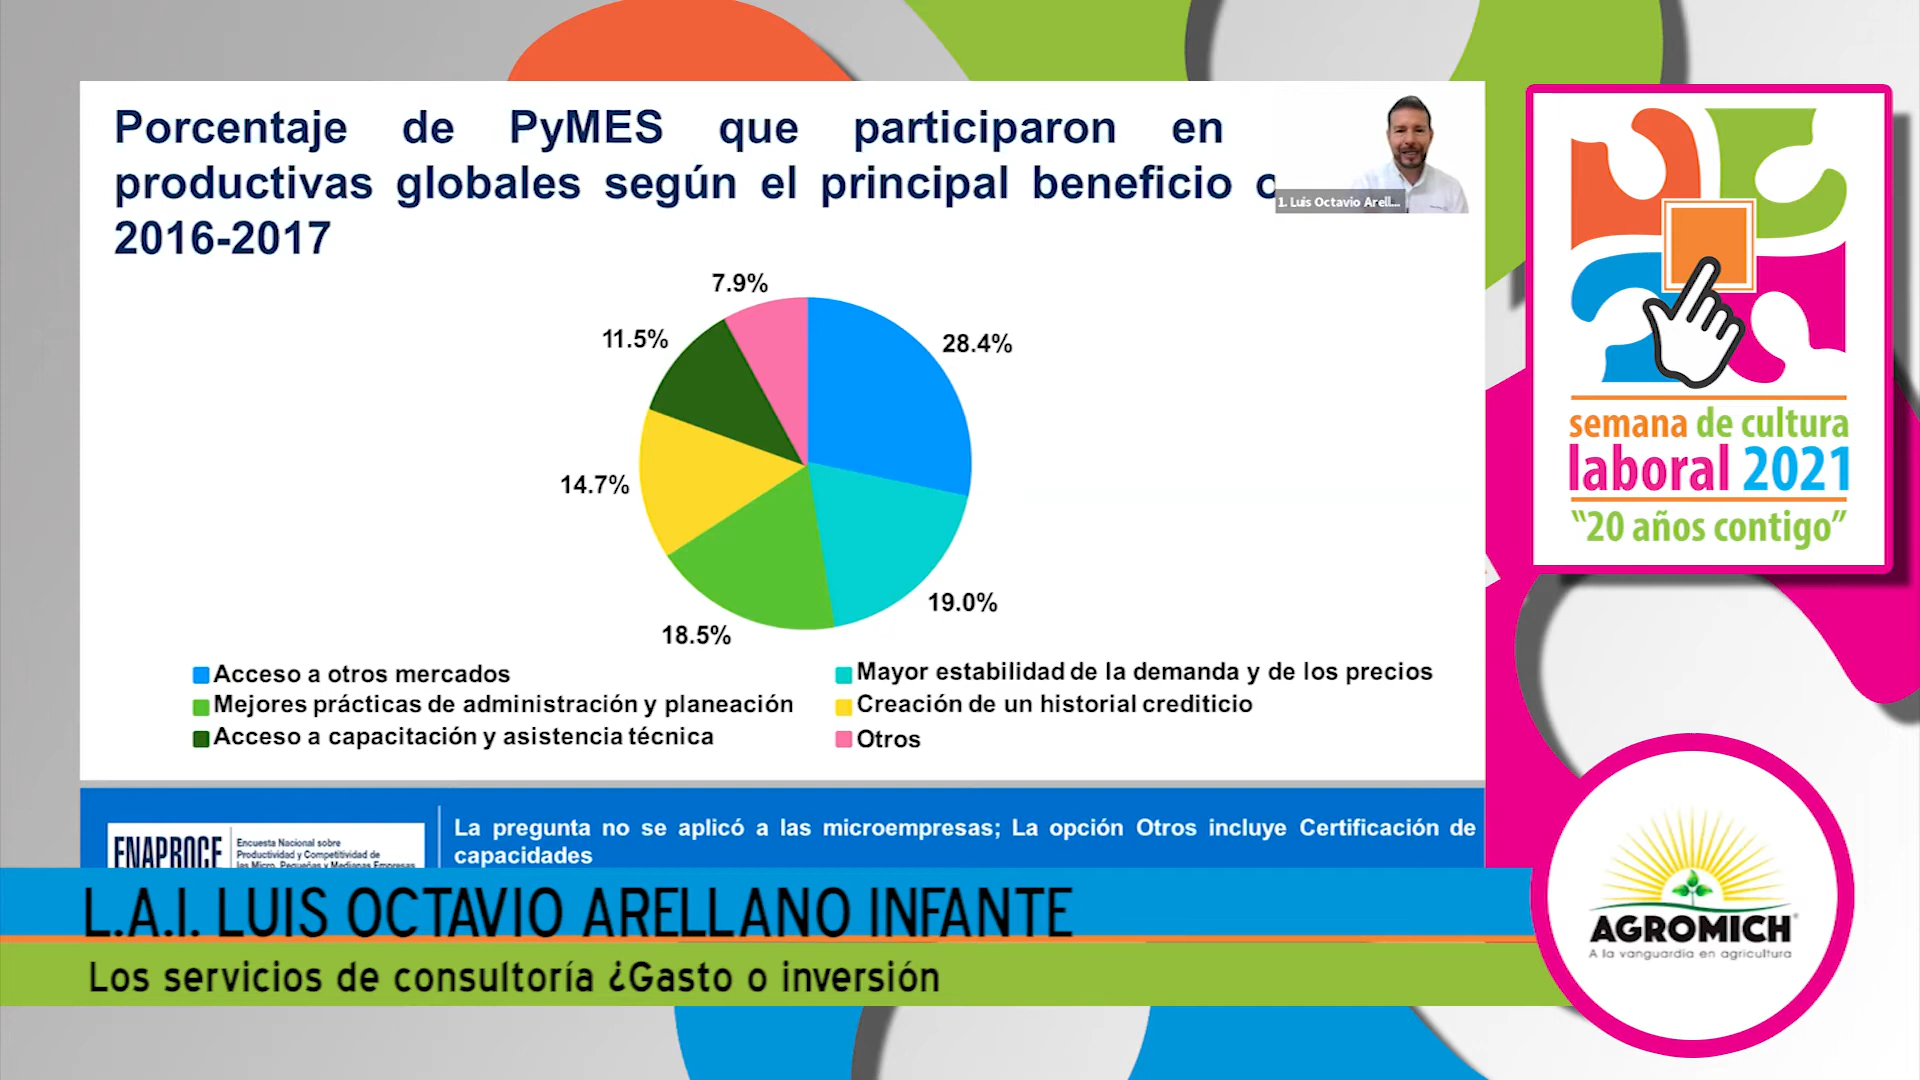 Porcentaje de PyMES que participaron en
productivas globales según el principal beneficio
2016-2017
1. Luis Octavio Arell...
7.9%
11.5%
28.4%
14.7%
19.0%
18.5%
Acceso a otros mercados
Mayor estabilidad de la demanda y de los precios
Mejores prácticas de administración y planeación
Creación de un historial crediticio
Acceso a capacitación y asistencia técnica
Otros
ENAPROCE
Encuesta Nacional sobre
Productividad y Competitividad de
las Micro, Pequeñas y Medianas Empresas
La pregunta no se aplicó a las microempresas; La opción Otros incluye Certificación de
capacidades
L.A.I. LUIS OCTAVIO ARELLANO INFANTE
Los servicios de consultoría ¿Gasto o inversión
semana de cultura
laboral 2021
“20 años contigo”
AGROMICH®
A la vanguardia en agricultura